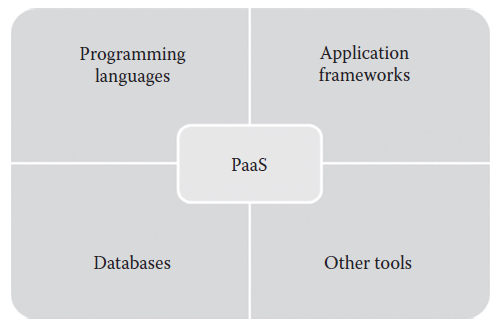 Programming
languages
Application
frameworks
PaaS
Databases
Other tools